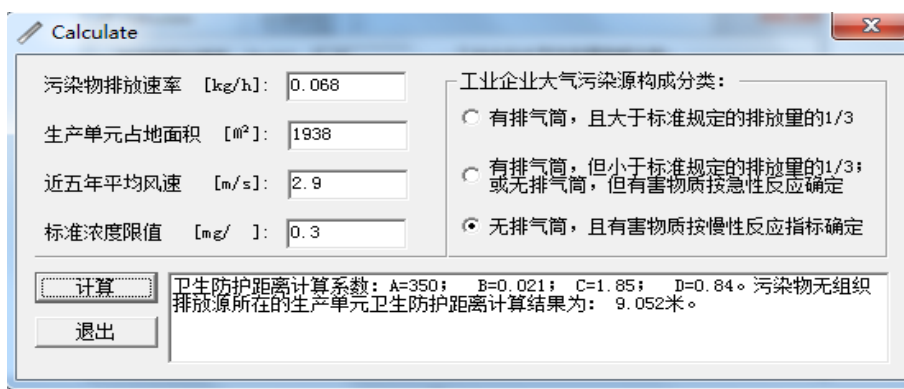 Calculate
污染物排放速率 [kg/h]: 0.068
生产单元占地面积 [m²]: 1938
近五年平均风速 [m/s]: 2.9
标准浓度限值 [mg/ ]: 0.3
工业企业大气污染源构成分类:
有排气筒，且大于标准规定的排放量的1/3
有排气筒，但小于标准规定的排放量的1/3;
或无排气筒，但有害物质按急性反应确定
无排气筒，且有害物质按慢性反应指标确定
计算
退出
卫生防护距离计算系数: A=350; B=0.021; C=1.85; D=0.84。污染物无组织
排放源所在的生产单元卫生防护距离计算结果为: 9.052米。